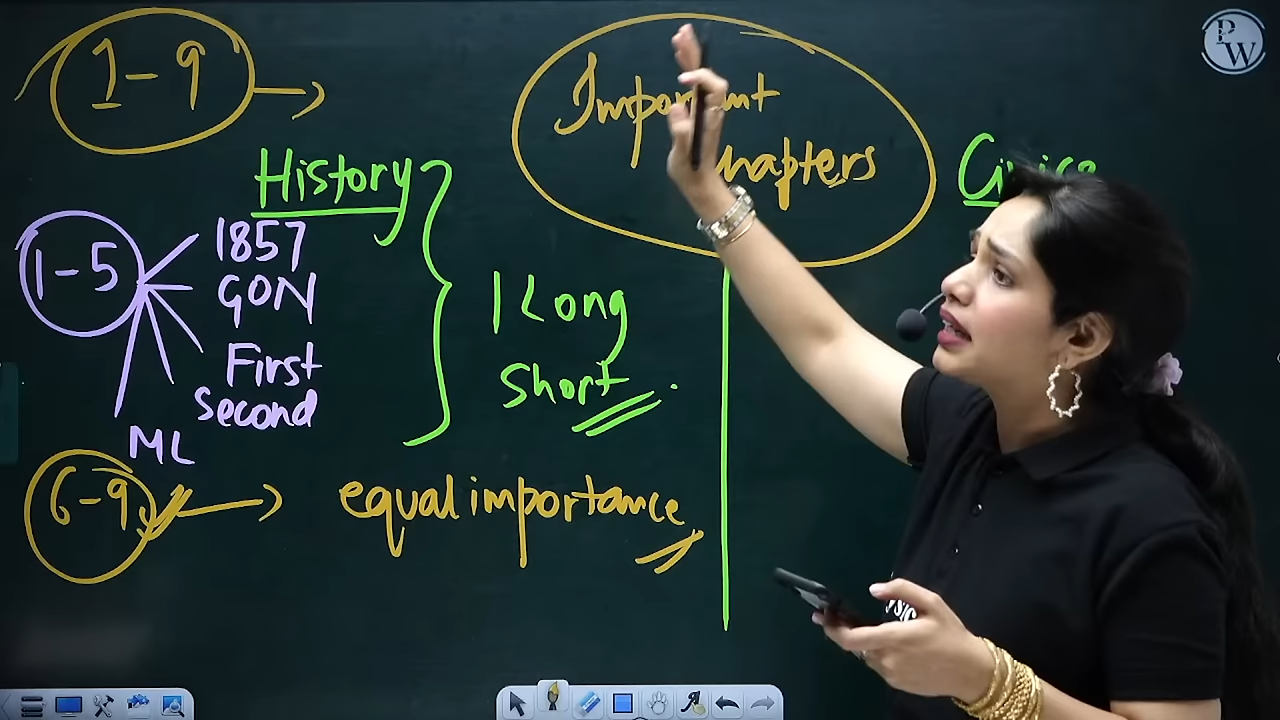 1-9
Important
Chapters
PW
History
Civics
1-5
1857
GON
First
Second
ML
1 Long
Short
6-9
equal importance